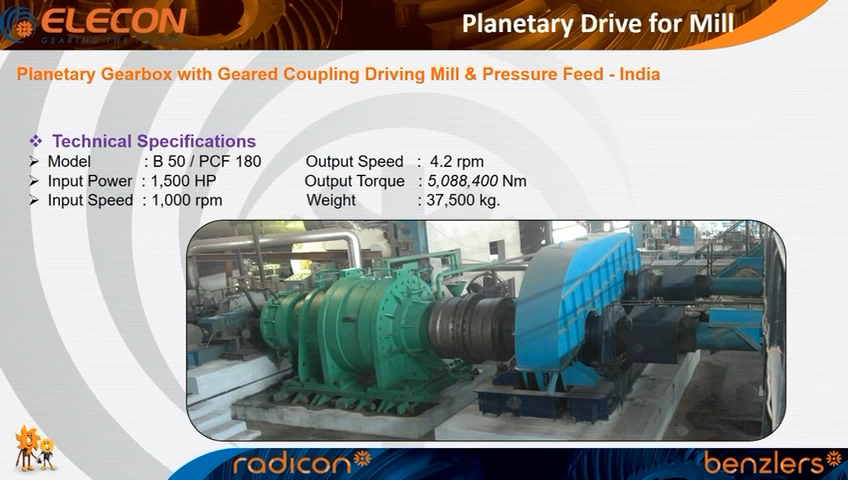 ELECON
GEARING THE FUTURE
Planetary Drive for Mill
Planetary Gearbox with Geared Coupling Driving Mill & Pressure Feed - India
Technical Specifications
Model : B 50 / PCF 180 Output Speed : 4.2 rpm
Input Power : 1,500 HP Output Torque : 5,088,400 Nm
Input Speed : 1,000 rpm Weight : 37,500 kg.
radicon
benzlers